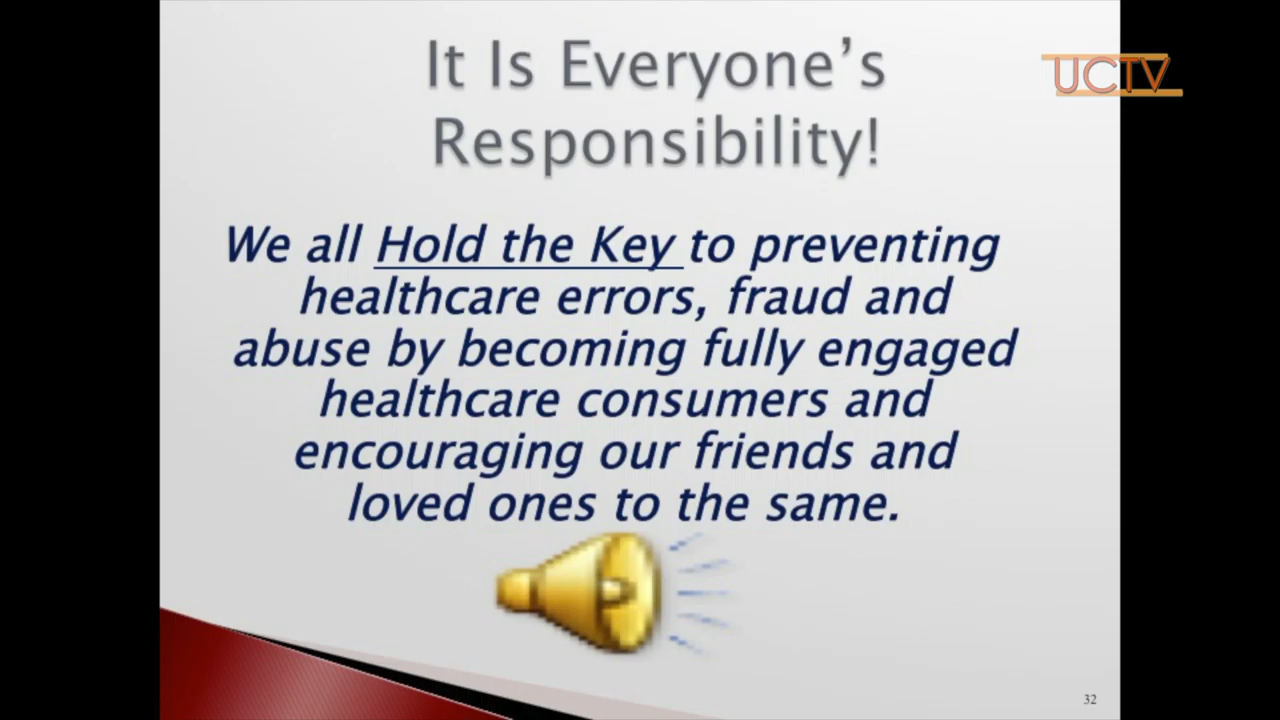 It Is Everyone’s
Responsibility!
UCTV
We all Hold the Key to preventing
healthcare errors, fraud and
abuse by becoming fully engaged
healthcare consumers and
encouraging our friends and
loved ones to the same.
32